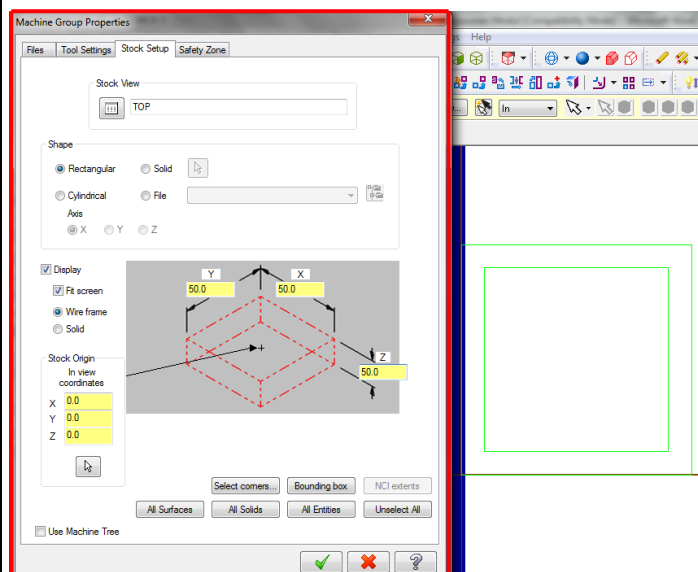 Machine Group Properties
Help
Files Tool Settings Stock Setup Safety Zone
In
Stock View
TOP
Shape
Rectangular Solid
Cylindrical File
Axis
X Y Z
Display
Fit screen
Wire frame
Solid
Y X
50.0 50.0
Z
50.0
Stock Origin
In view
coordinates
X 0.0
Y 0.0
Z 0.0
Select corners... Bounding box NCI extents
All Surfaces All Solids All Entities Unselect All
Use Machine Tree